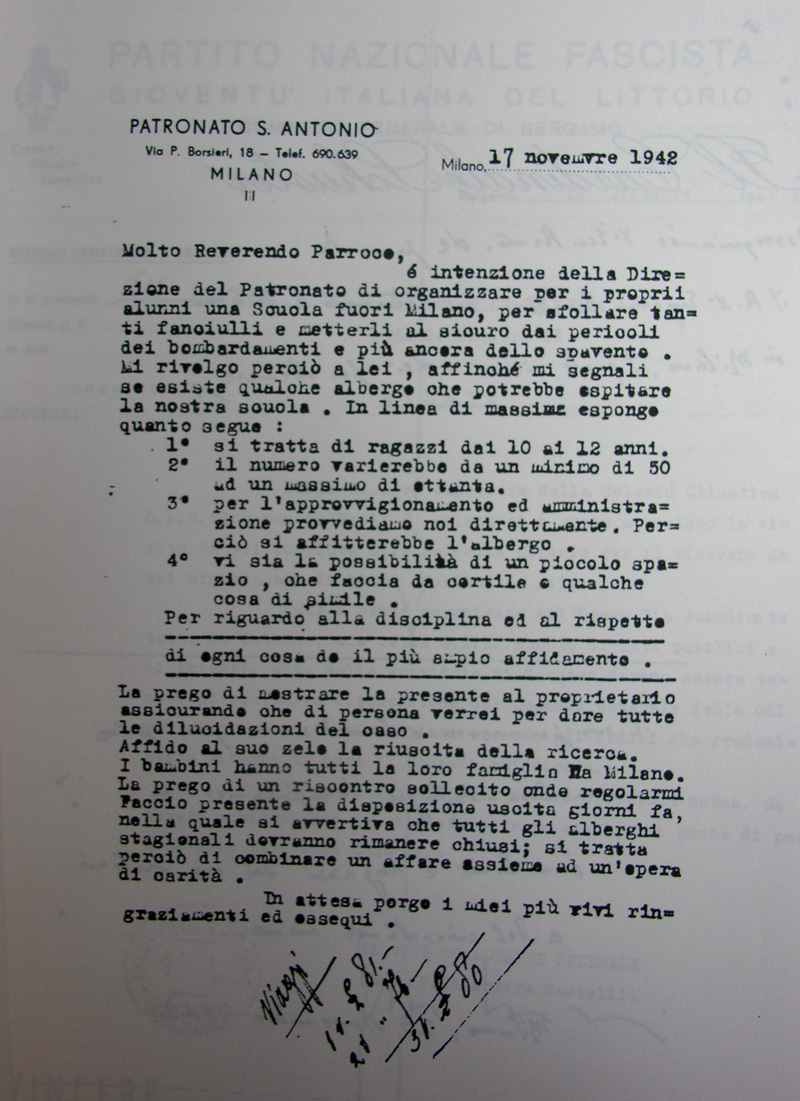 PARTITO NAZIONALE FASCISTA
GIOVENTU' ITALIANA DEL LITTORIO
FEDERALE DI BERGAMO
PATRONATO S. ANTONIO
Via P. Borsieri, 18 – Telef. 690.639
MILANO
Milano, 17 novemvre 1942
Molto Reverendo Parroco,
é intenzione della Dire=
zione del Patronato di organizzare per i proprii
alunni una Scuola fuori Milano, per sfollare tan=
ti fanciulli e metterli al sicuro dai pericoli
dei bombardamenti e più ancora dello spavento .
Mi rivolgo perciò a lei , affinché mi segnali
se esiste qualche albergo che potrebbe ospitare
la nostra scuola . In linea di massima espongo
quanto segue :
1° si tratta di ragazzi dai 10 ai 12 anni.
2° il numero varierebbe da un minimo di 50
ad un massimo di ottanta.
3° per l'approvvigionamento ed amministra=
zione provvediamo noi direttamente. Per=
ciò si affitterebbe l'albergo .
4° vi sia la possibilità di un piccolo spa=
zio , che faccia da cortile e qualche
cosa di simile .
Per riguardo alla disciplina ed al rispetto
di ogni cosa do il più ampio affidamento .
La prego di mostrare la presente al proprietario
assicurando che di persona verrei per dare tutte
le dilucidazioni del caso .
Affido al suo zelo la riuscita della ricerca.
I bambini hanno tutti la loro famiglia a Milano.
La prego di un riscontro sollecito onde regolarmi
Faccio presente la disposizione uscita giorni fa,
nella quale si avvertiva che tutti gli alberghi
stagionali dovranno rimanere chiusi; si tratta
perciò di combinare un affare assieme ad un'opera
di carità .
In attesa porgo i miei più vivi rin=
graziamenti ed ossequi .
VINCERE